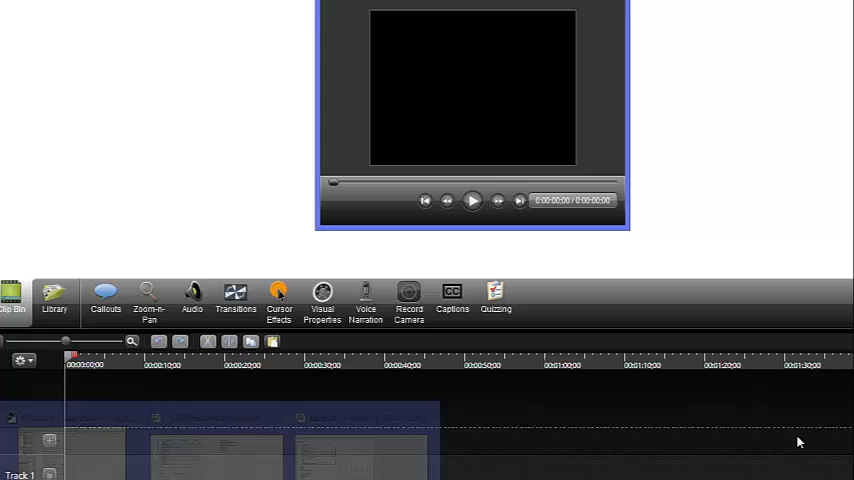 0:00:00;00 / 0:00:00;00
Clip Bin
Library
Callouts
Zoom-n-
Pan
Audio
Transitions
Cursor
Effects
Visual
Properties
Voice
Narration
Record
Camera
CC
Captions
Quizzing
00:00:00;00 00:00:10;00 00:00:20;00 00:00:30;00 00:00:40;00 00:00:50;00 00:01:00;00 00:01:10;00 00:01:20;00 00:01:30;00
Track 1